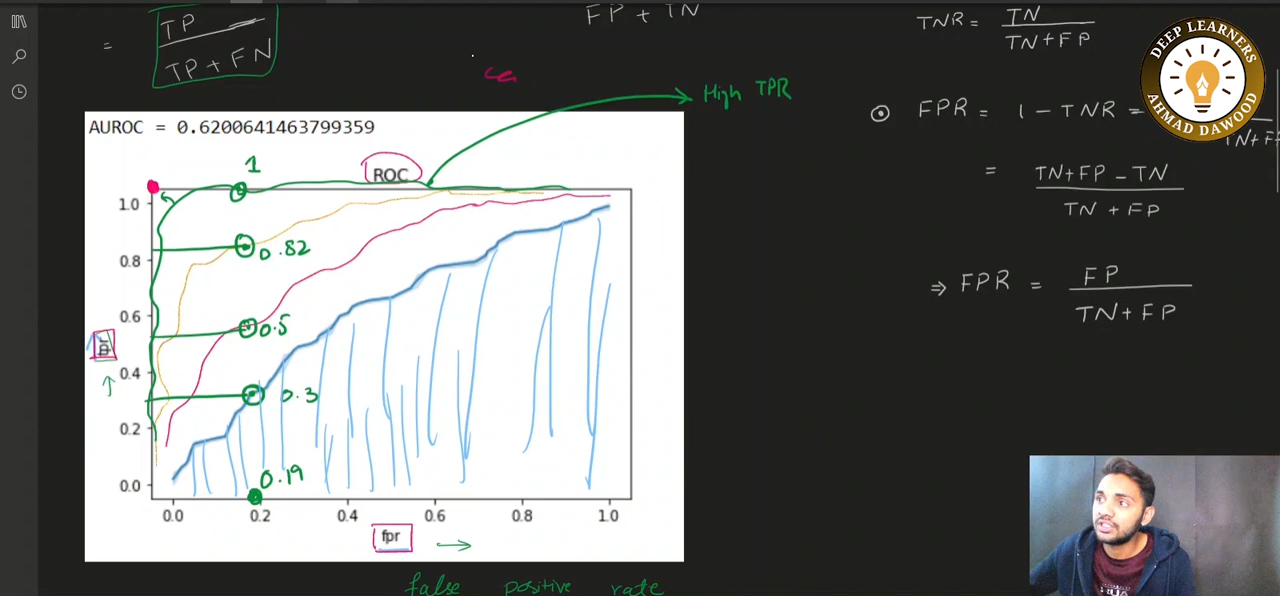 = TP / TP + FN
FP + TN
TNR = TN / TN + FP
DEEP LEARNERS
AHMAD DAWOOD
High TPR
FPR = 1 - TNR =
TN+FP
= TN+FP - TN / TN + FP
⇒ FPR = FP / TN + FP
AUROC = 0.6200641463799359
ROC
1
1.0
0.82
0.8
0.6
0.5
0.4
0.3
0.2
0.19
0.0
0.0 0.2 0.4 0.6 0.8 1.0
tpr
fpr
false positive rate